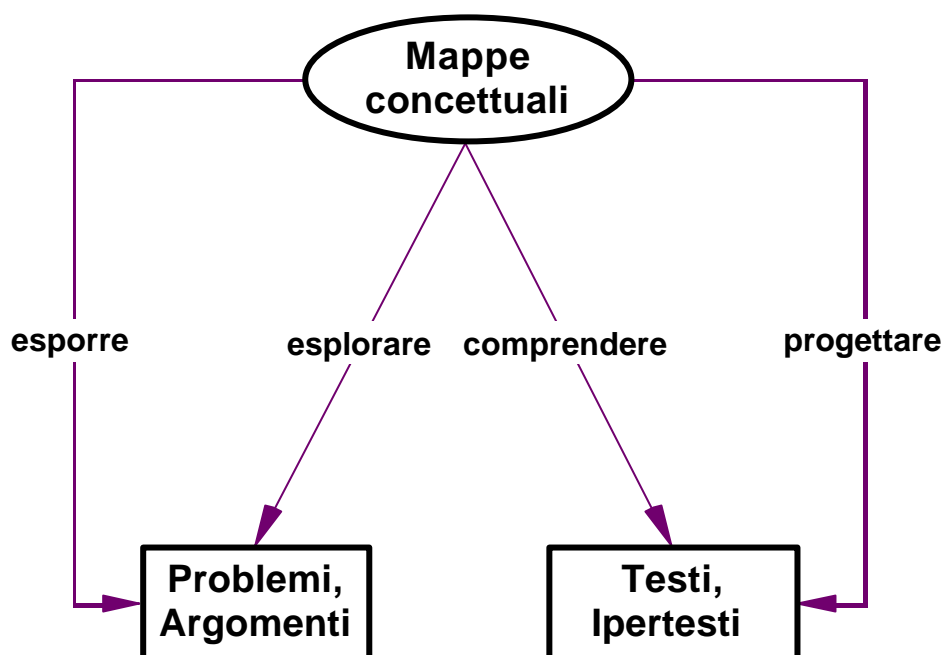 Mappe
concettuali
esporre
esplorare
comprendere
progettare
Problemi,
Argomenti
Testi,
Ipertesti